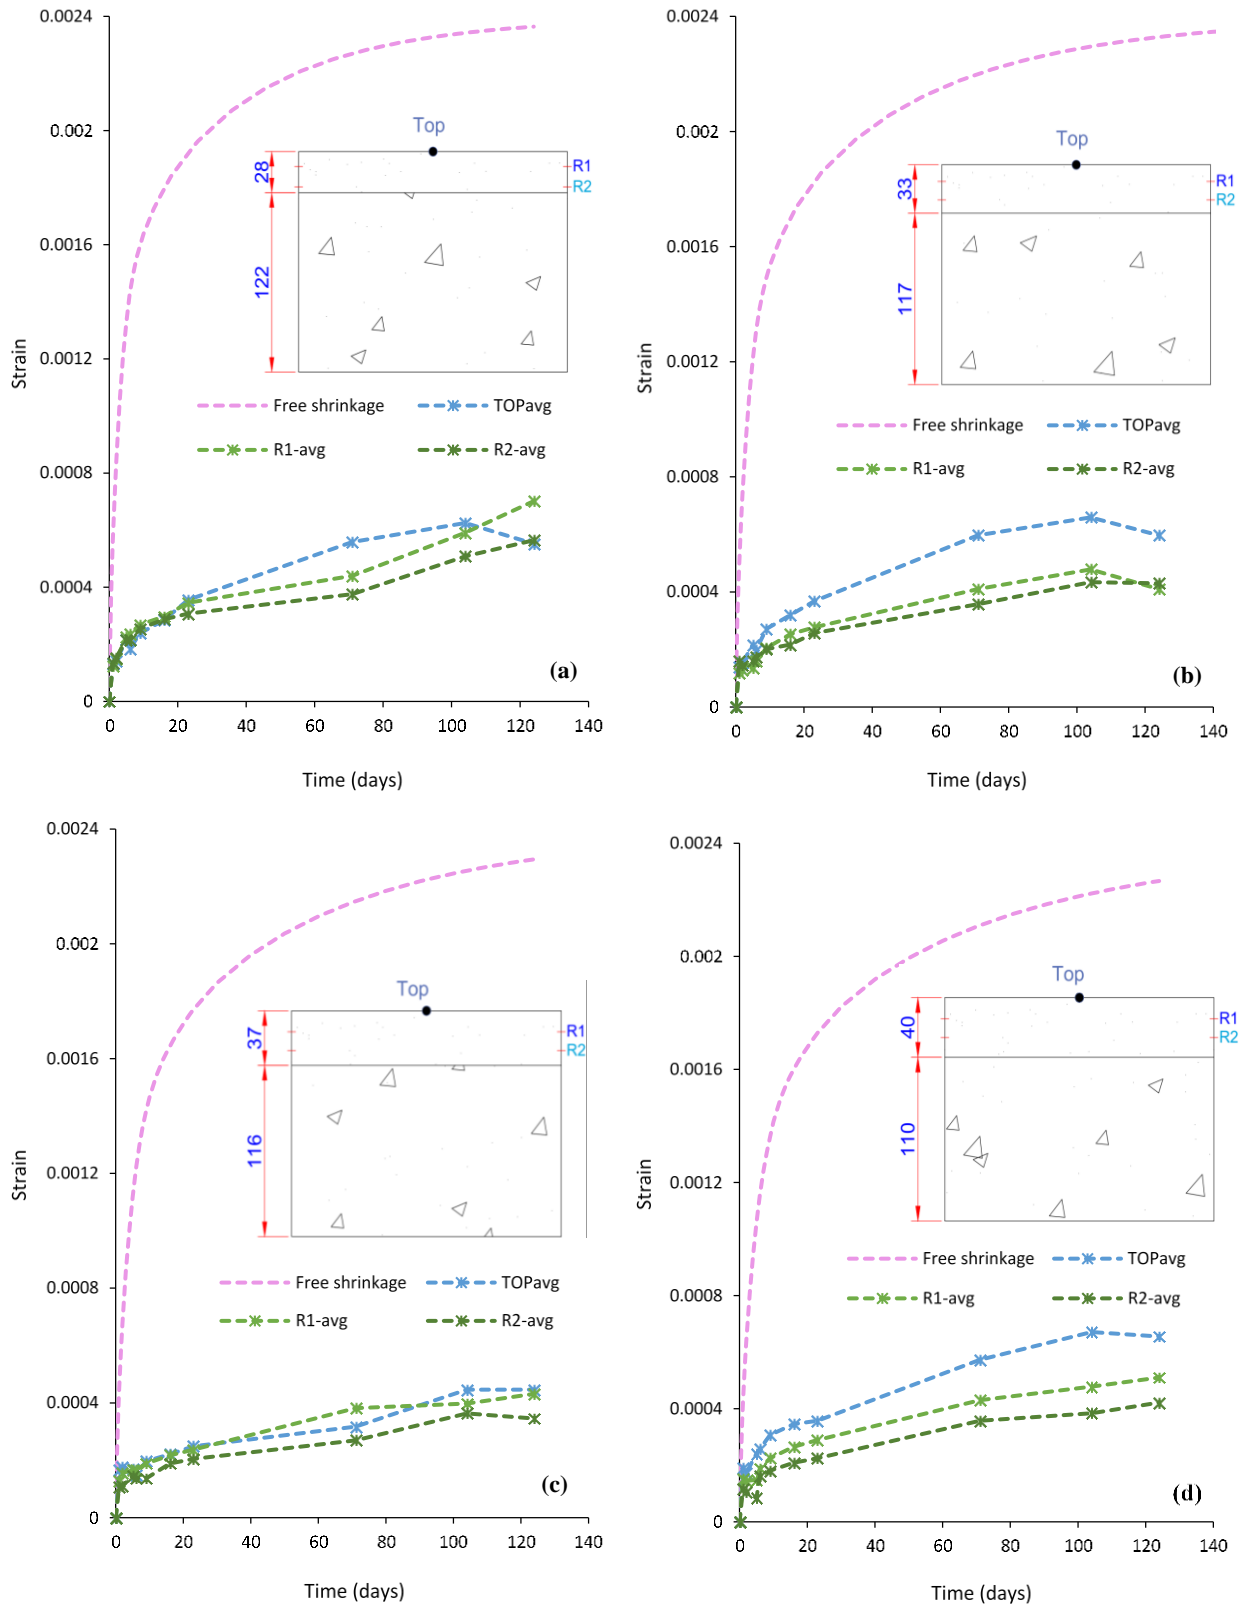 0.0024
0.002
0.0016
0.0012
0.0008
0.0004
0
0 20 40 60 80 100 120 140
Strain
Time (days)
Top
28
122
R1
R2
Free shrinkage TOPavg
R1-avg R2-avg
(a)
0.0024
0.002
0.0016
0.0012
0.0008
0.0004
0
0 20 40 60 80 100 120 140
Strain
Time (days)
Top
33
117
R1
R2
Free shrinkage TOPavg
R1-avg R2-avg
(b)
0.0024
0.002
0.0016
0.0012
0.0008
0.0004
0
0 20 40 60 80 100 120 140
Strain
Time (days)
Top
37
116
R1
R2
Free shrinkage TOPavg
R1-avg R2-avg
(c)
0.0024
0.002
0.0016
0.0012
0.0008
0.0004
0
0 20 40 60 80 100 120 140
Strain
Time (days)
Top
40
110
R1
R2
Free shrinkage TOPavg
R1-avg R2-avg
(d)